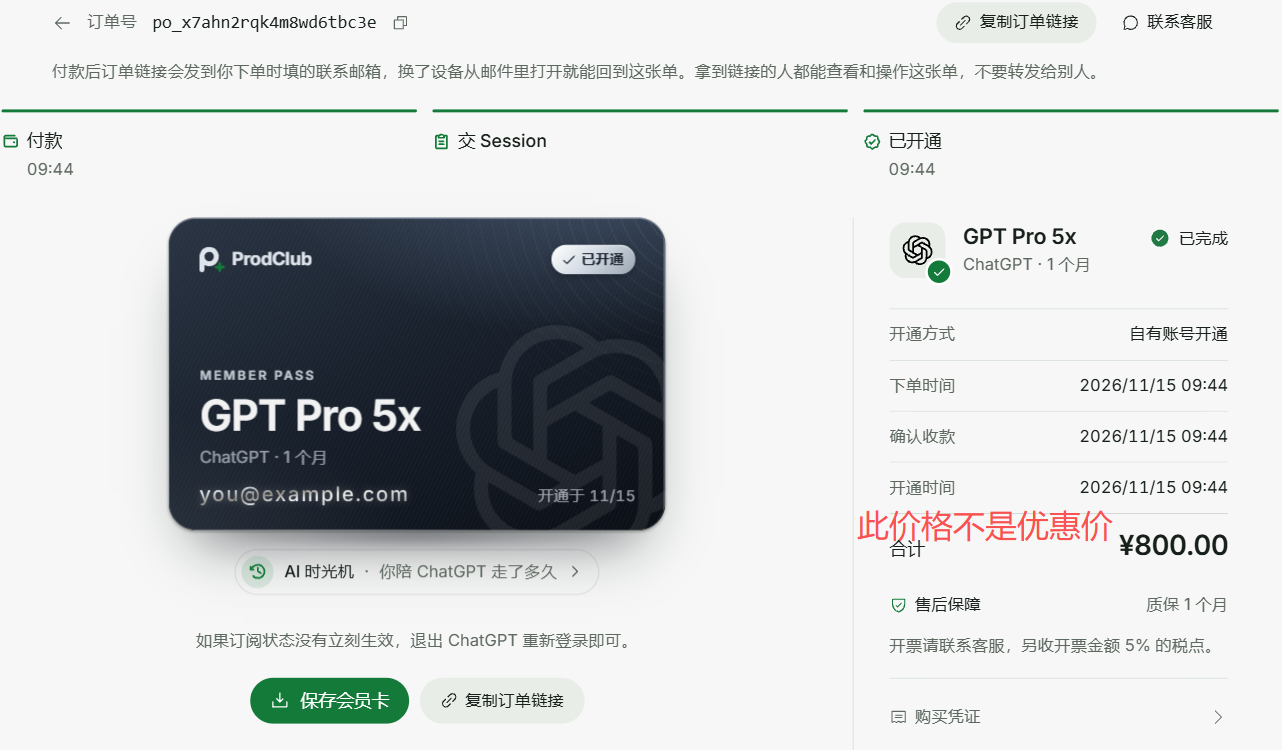 订单号 po_x7ahn2rqk4m8wd6tbc3e
复制订单链接
联系客服
付款后订单链接会发到你下单时填的联系邮箱，换了设备从邮件里打开就能回到这张单。拿到链接的人都能查看和操作这张单，不要转发给别人。
付款
09:44
交 Session
已开通
09:44
ProdClub
已开通
MEMBER PASS
GPT Pro 5x
ChatGPT · 1 个月
you@example.com
开通于 11/15
AI 时光机 · 你陪 ChatGPT 走了多久
如果订阅状态没有立刻生效，退出 ChatGPT 重新登录即可。
保存会员卡
复制订单链接
GPT Pro 5x
已完成
ChatGPT · 1 个月
开通方式 自有账号开通
下单时间 2026/11/15 09:44
确认收款 2026/11/15 09:44
开通时间 2026/11/15 09:44
此价格不是优惠价
合计 ¥800.00
售后保障 质保 1 个月
开票请联系客服，另收开票金额 5% 的税点。
购买凭证